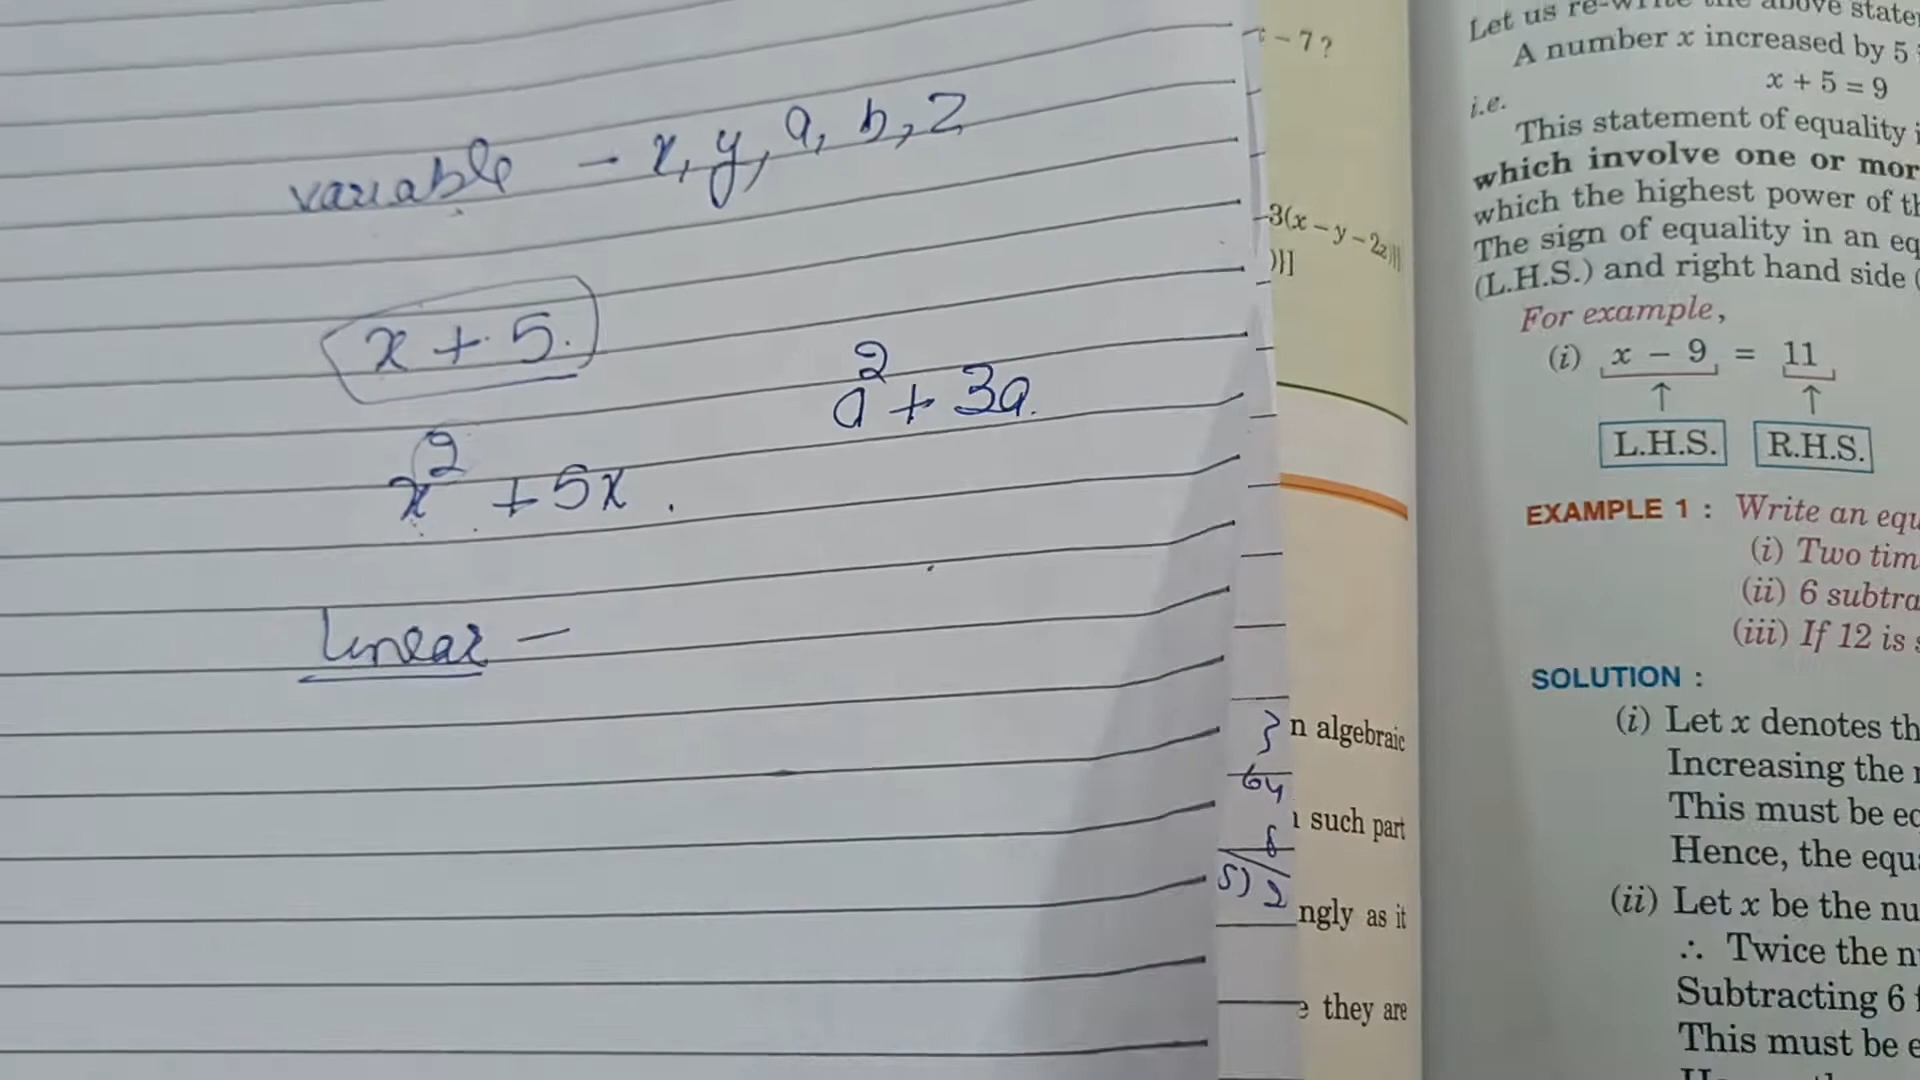 variable - x, y, a, b, z
x + 5.
a² + 3a.
x² + 5x.
linear -
- 7 ?
3(x - y - 2z)
)}]
}
64
8
5) 2
n algebraic
such part
ngly as it
they are
Let us re-write the above state
A number x increased by 5
i.e. x + 5 = 9
This statement of equality
which involve one or mor
which the highest power of th
The sign of equality in an eq
(L.H.S.) and right hand side (
For example,
(i) x - 9 = 11
↑ ↑
L.H.S. R.H.S.
EXAMPLE 1 : Write an equ
(i) Two tim
(ii) 6 subtra
(iii) If 12 is
SOLUTION :
(i) Let x denotes th
Increasing the
This must be eq
Hence, the equa
(ii) Let x be the nu
∴ Twice the n
Subtracting 6
This must be e